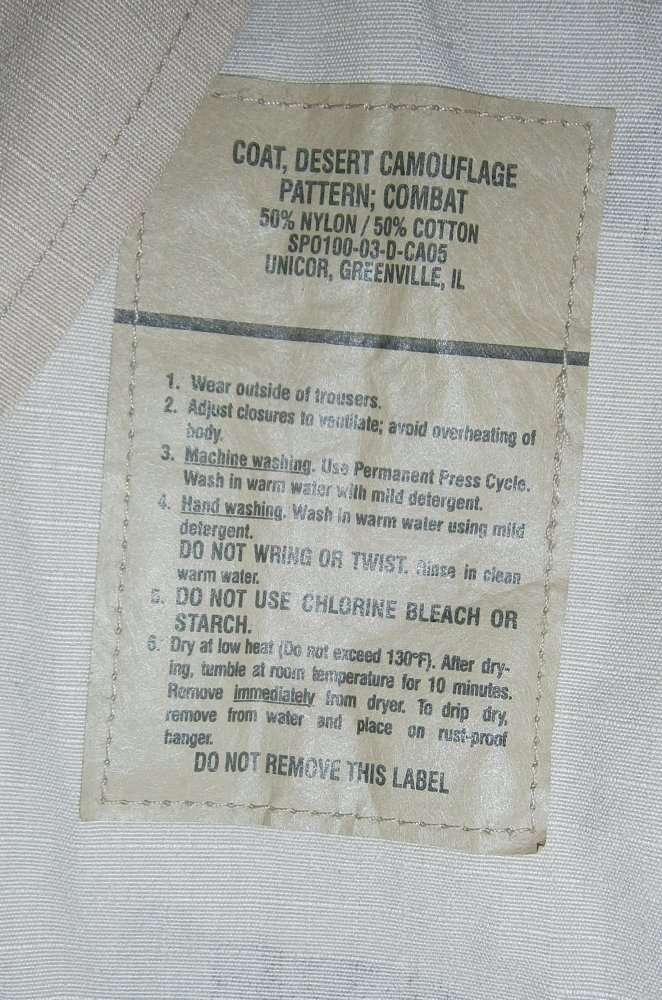 COAT, DESERT CAMOUFLAGE
PATTERN; COMBAT
50% NYLON / 50% COTTON
SPO100-03-D-CA05
UNICOR, GREENVILLE, IL
1. Wear outside of trousers.
2. Adjust closures to ventilate; avoid overheating of
body.
3. Machine washing. Use Permanent Press Cycle.
Wash in warm water with mild detergent.
4. Hand washing. Wash in warm water using mild
detergent.
DO NOT WRING OR TWIST. Rinse in clean
warm water.
5. DO NOT USE CHLORINE BLEACH OR
STARCH.
6. Dry at low heat (Do not exceed 130°F). After dry-
ing, tumble at room temperature for 10 minutes.
Remove immediately from dryer. To drip dry,
remove from water and place on rust-proof
hanger.
DO NOT REMOVE THIS LABEL